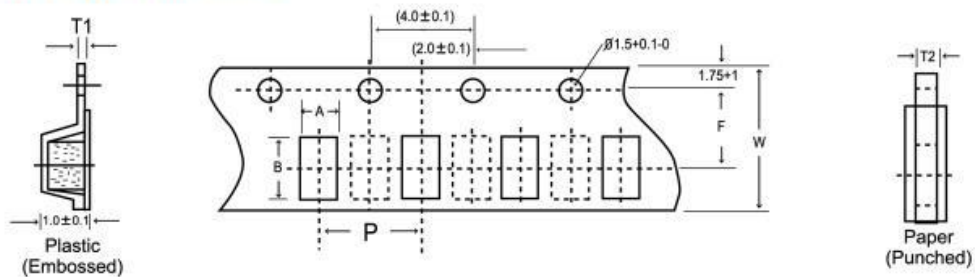 T1
(4.0±0.1)
(2.0±0.1)
Ø1.5+0.1-0
1.75+1
T2
A
F
W
B
1.0±0.1
P
Plastic
(Embossed)
Paper
(Punched)